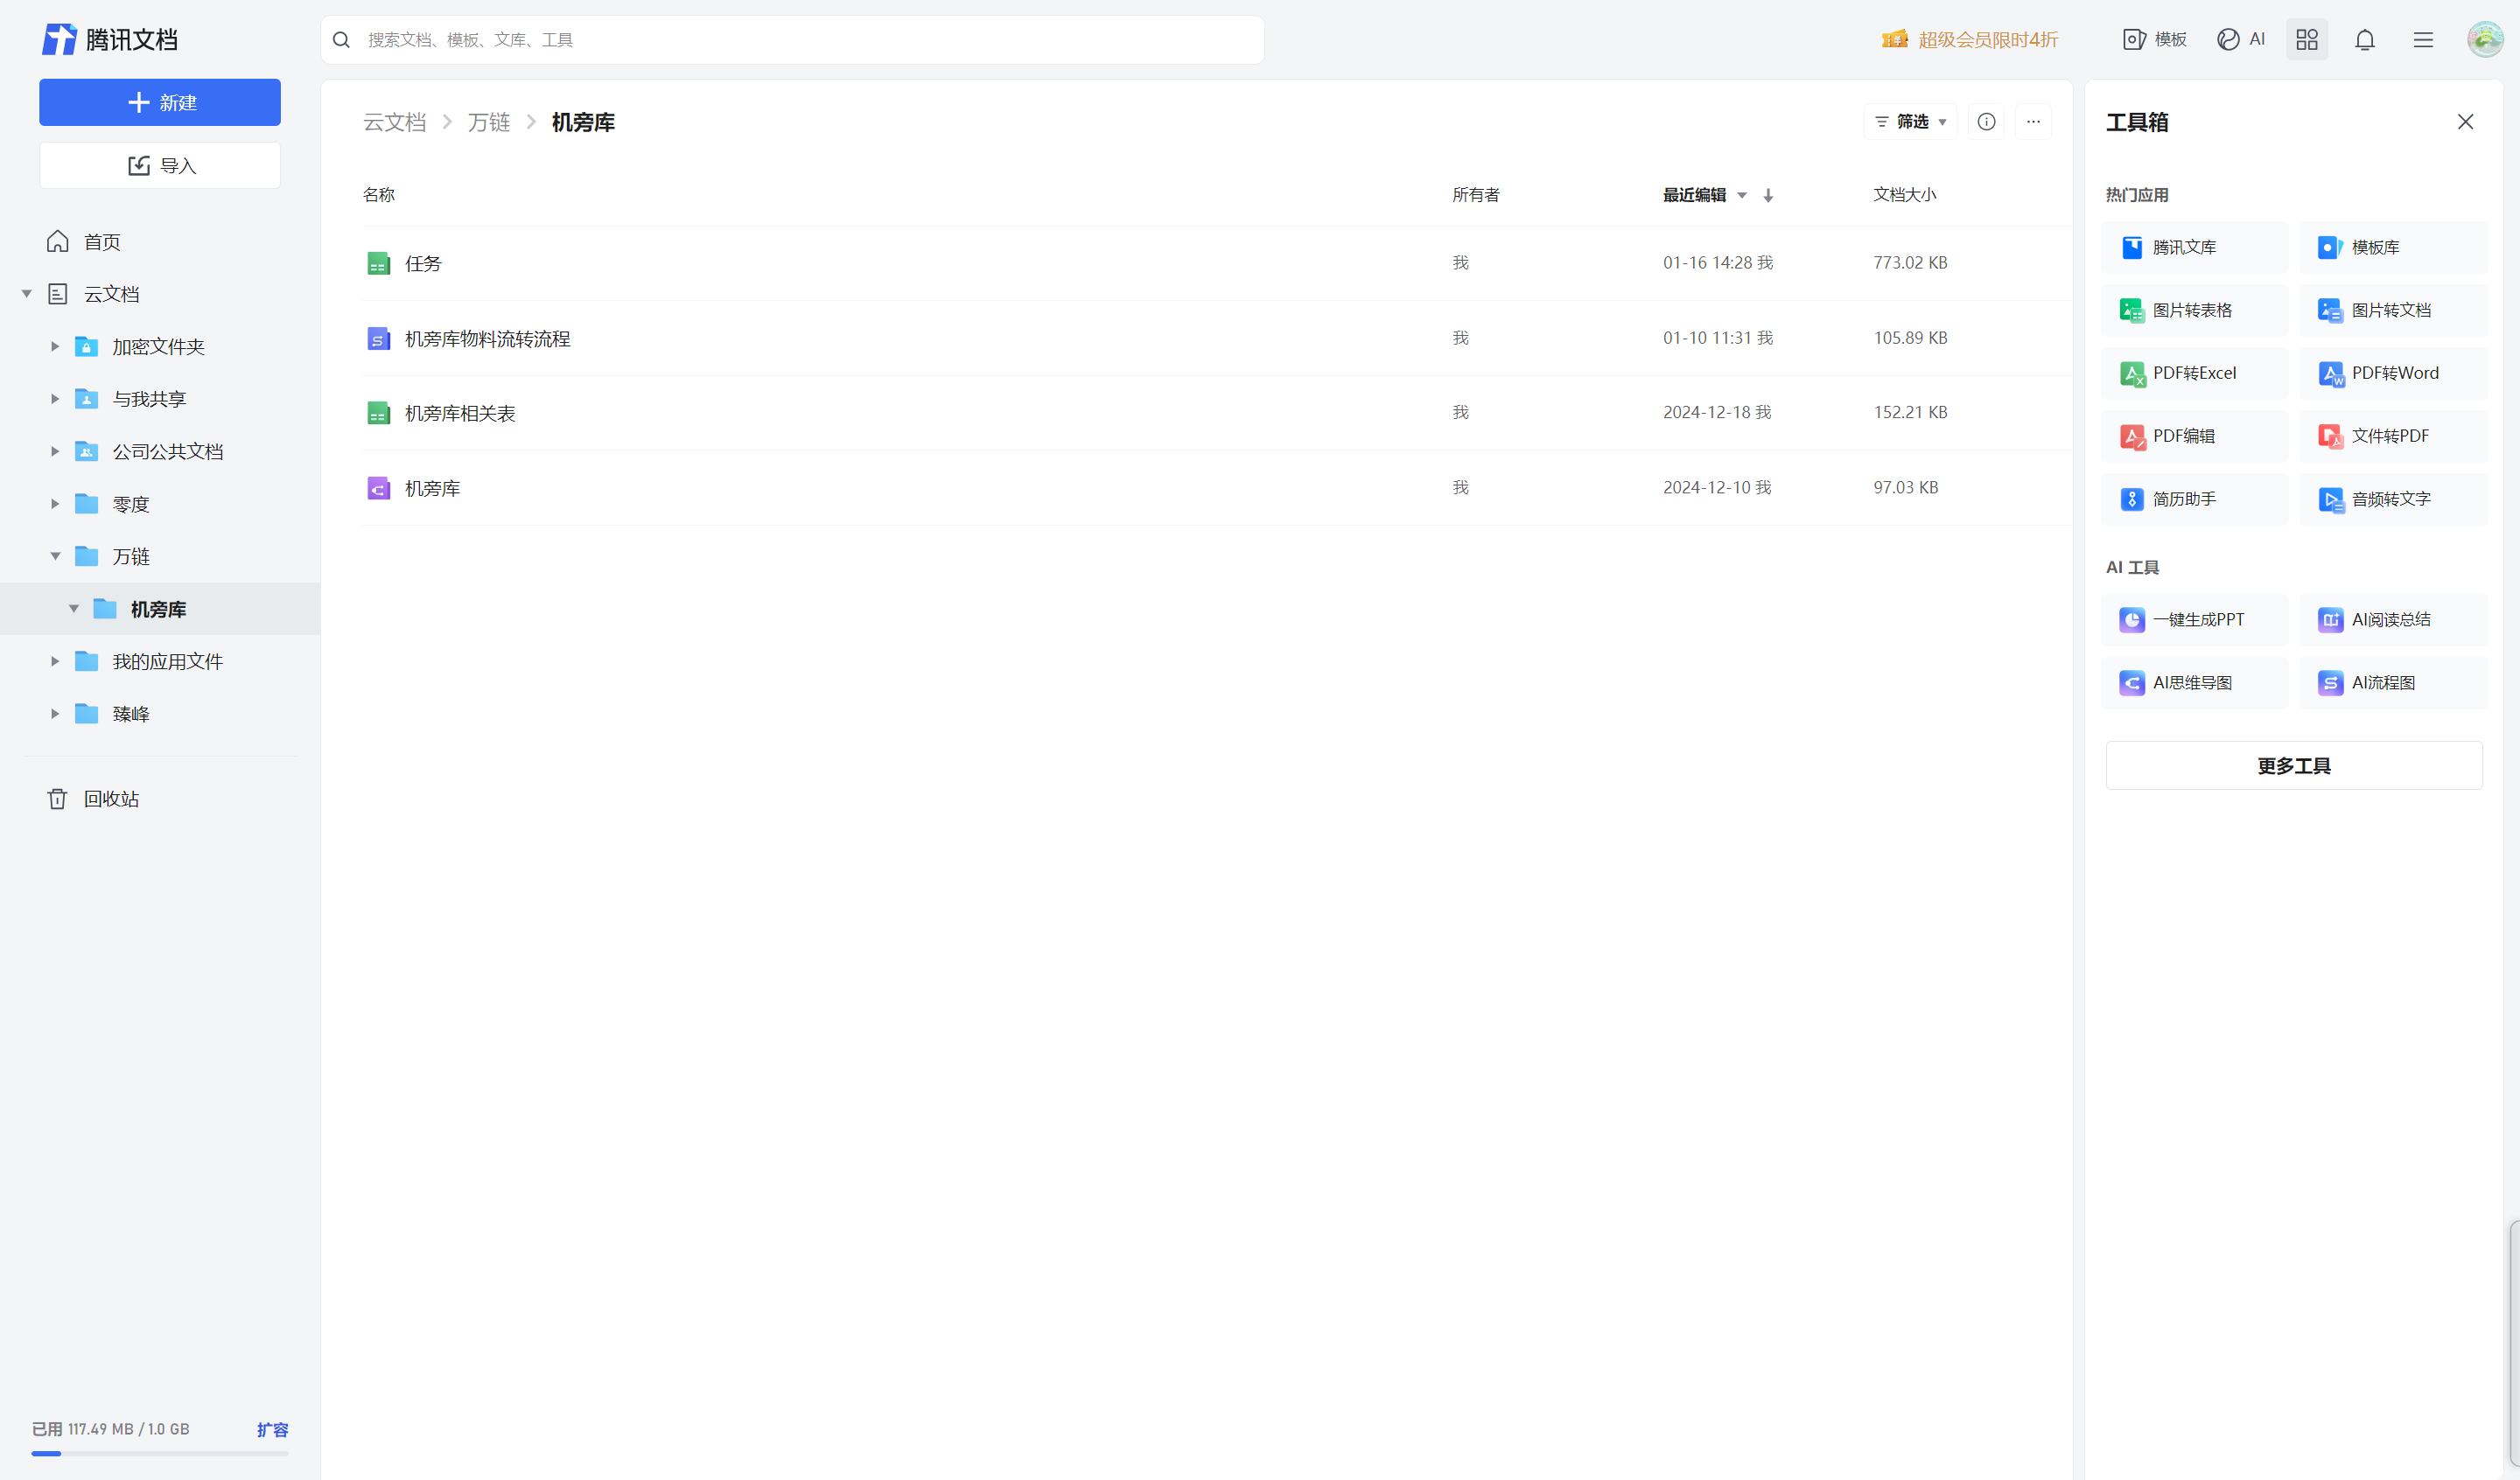 腾讯文档
搜索文档、模板、文库、工具
超级会员限时4折
模板
AI
新建
导入
首页
云文档
加密文件夹
与我共享
公司公共文档
零度
万链
机旁库
我的应用文件
臻峰
回收站
已用 117.49 MB / 1.0 GB
扩容
云文档 > 万链 > 机旁库
筛选
名称 所有者 最近编辑 文档大小
任务 我 01-16 14:28 我 773.02 KB
机旁库物料流转流程 我 01-10 11:31 我 105.89 KB
机旁库相关表 我 2024-12-18 我 152.21 KB
机旁库 我 2024-12-10 我 97.03 KB
工具箱
热门应用
腾讯文库 模板库
图片转表格 图片转文档
PDF转Excel PDF转Word
PDF编辑 文件转PDF
简历助手 音频转文字
AI 工具
一键生成PPT AI阅读总结
AI思维导图 AI流程图
更多工具